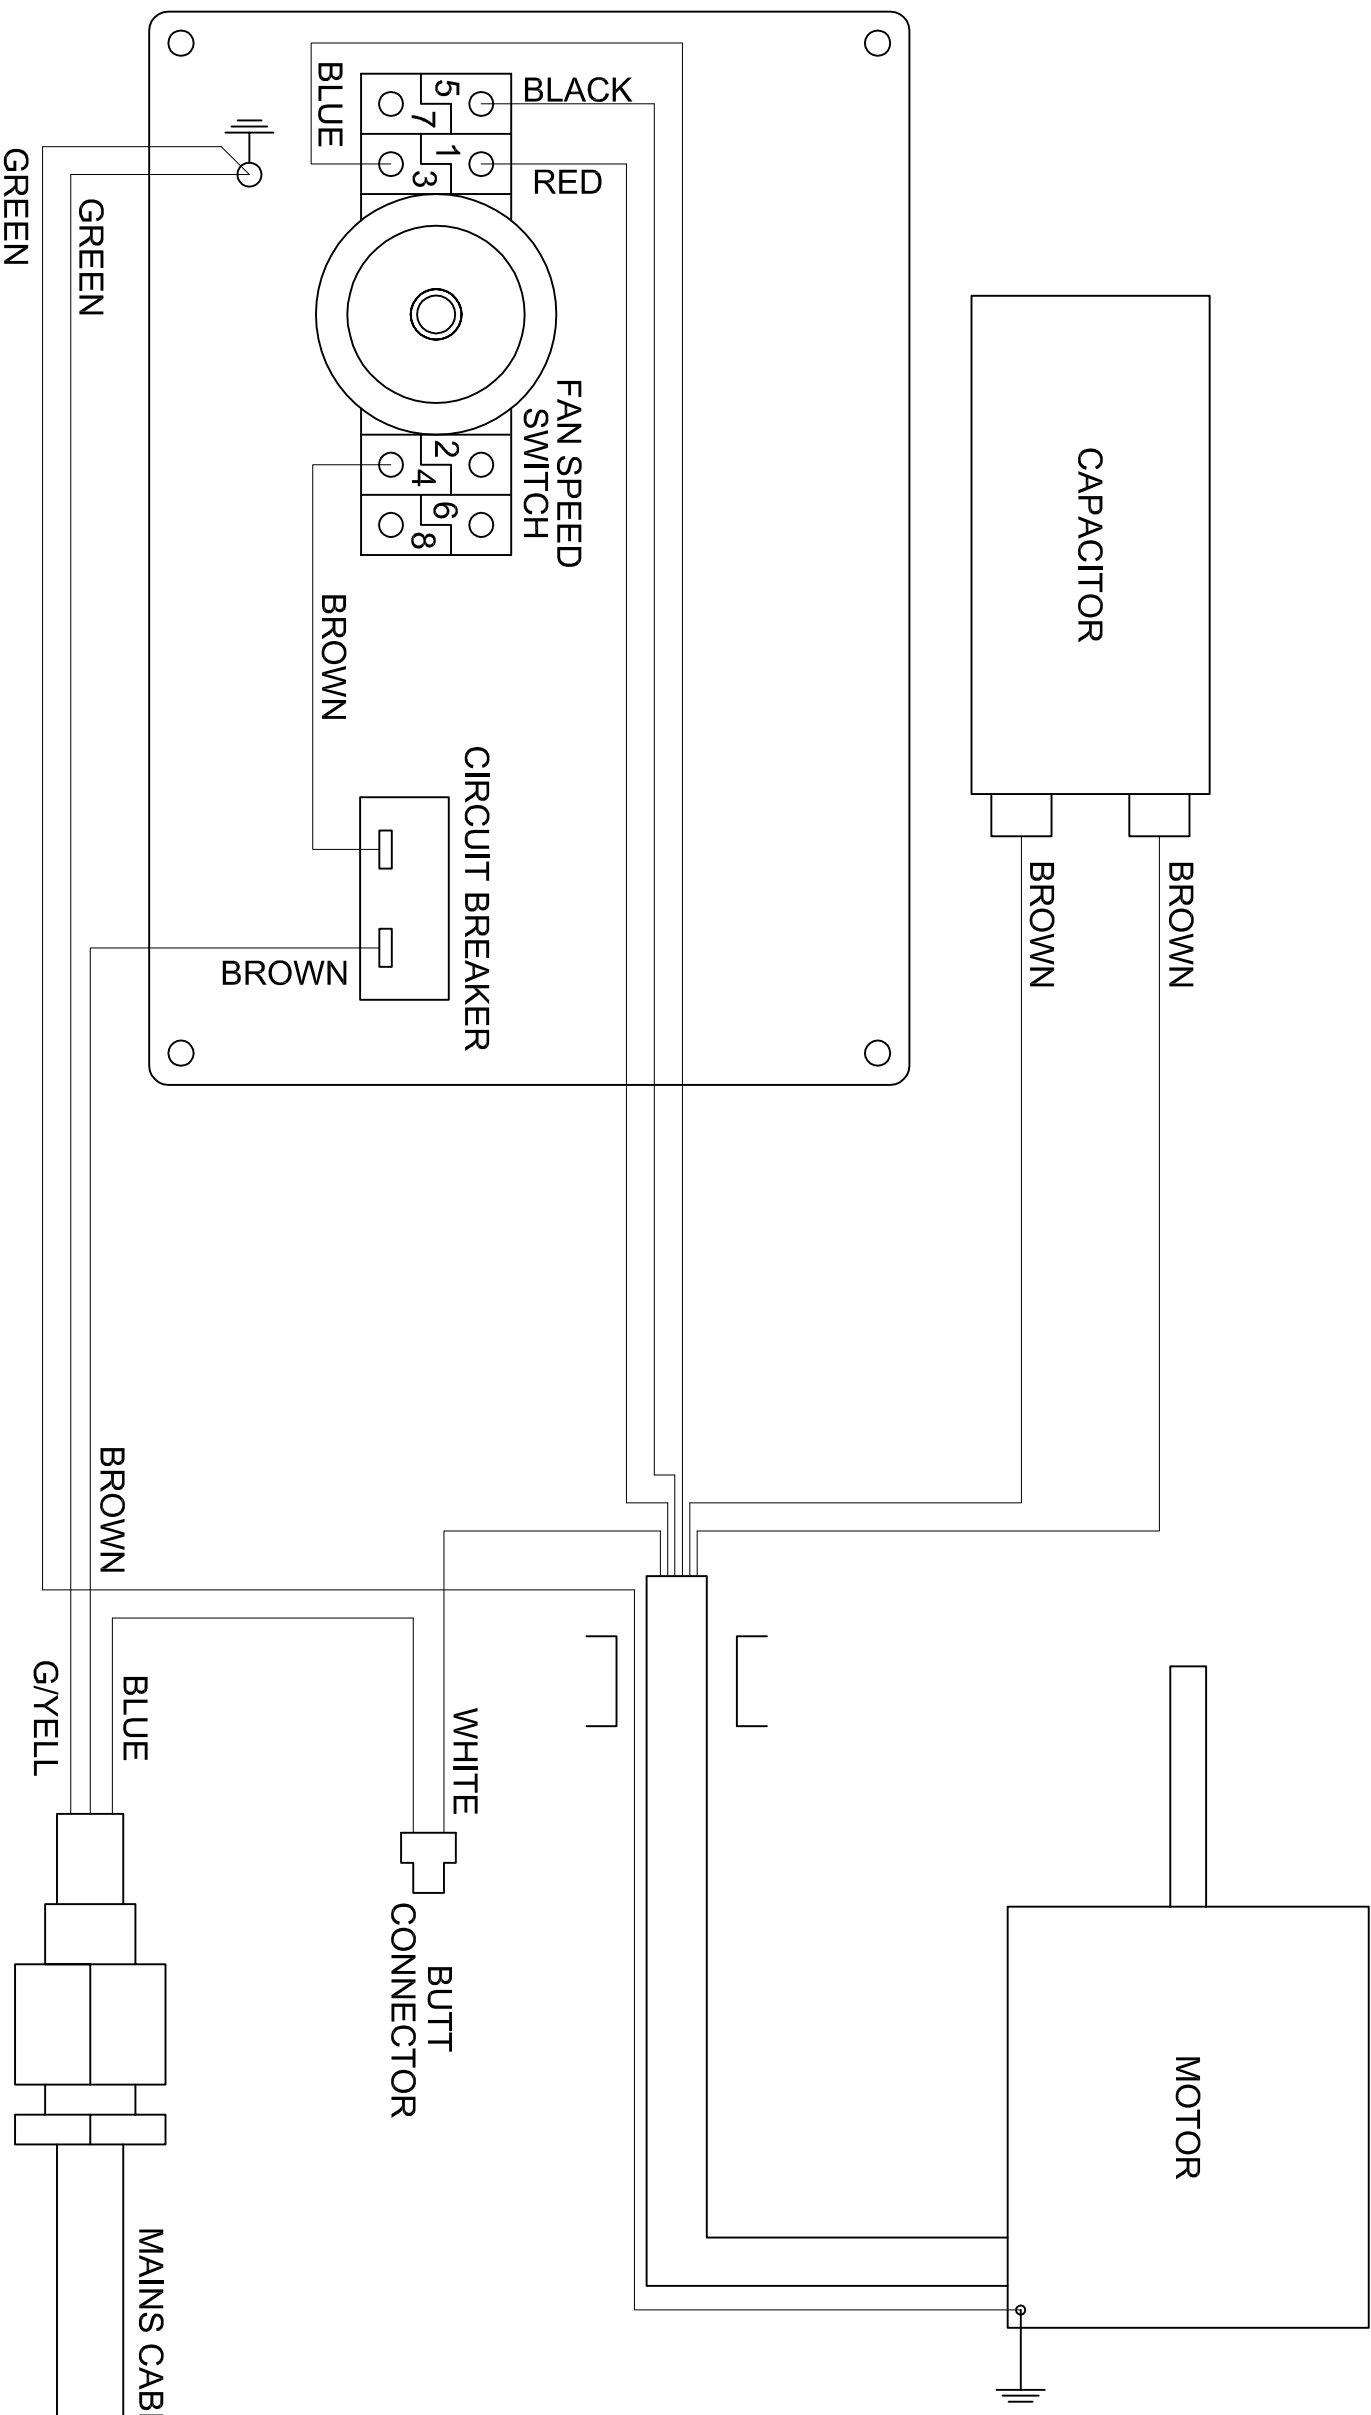 BLACK
RED
BLUE
5
7
1
3
2
4
6
8
GREEN
GREEN
FAN SPEED
SWITCH
CAPACITOR
BROWN
CIRCUIT BREAKER
BROWN
BROWN
BROWN
BROWN
BLUE
G/YELL
WHITE
BUTT
CONNECTOR
MOTOR
MAINS